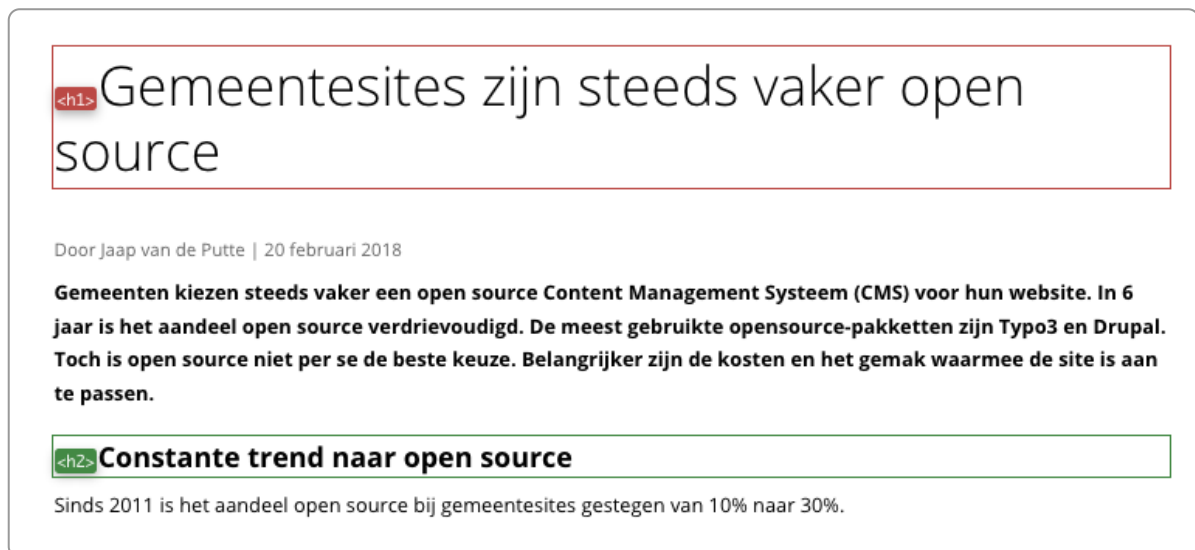 <h1>Gemeentesites zijn steeds vaker open
source
Door Jaap van de Putte | 20 februari 2018
Gemeenten kiezen steeds vaker een open source Content Management Systeem (CMS) voor hun website. In 6
jaar is het aandeel open source verdrievoudigd. De meest gebruikte opensource-pakketten zijn Typo3 en Drupal.
Toch is open source niet per se de beste keuze. Belangrijker zijn de kosten en het gemak waarmee de site is aan
te passen.
<h2>Constante trend naar open source
Sinds 2011 is het aandeel open source bij gemeentesites gestegen van 10% naar 30%.